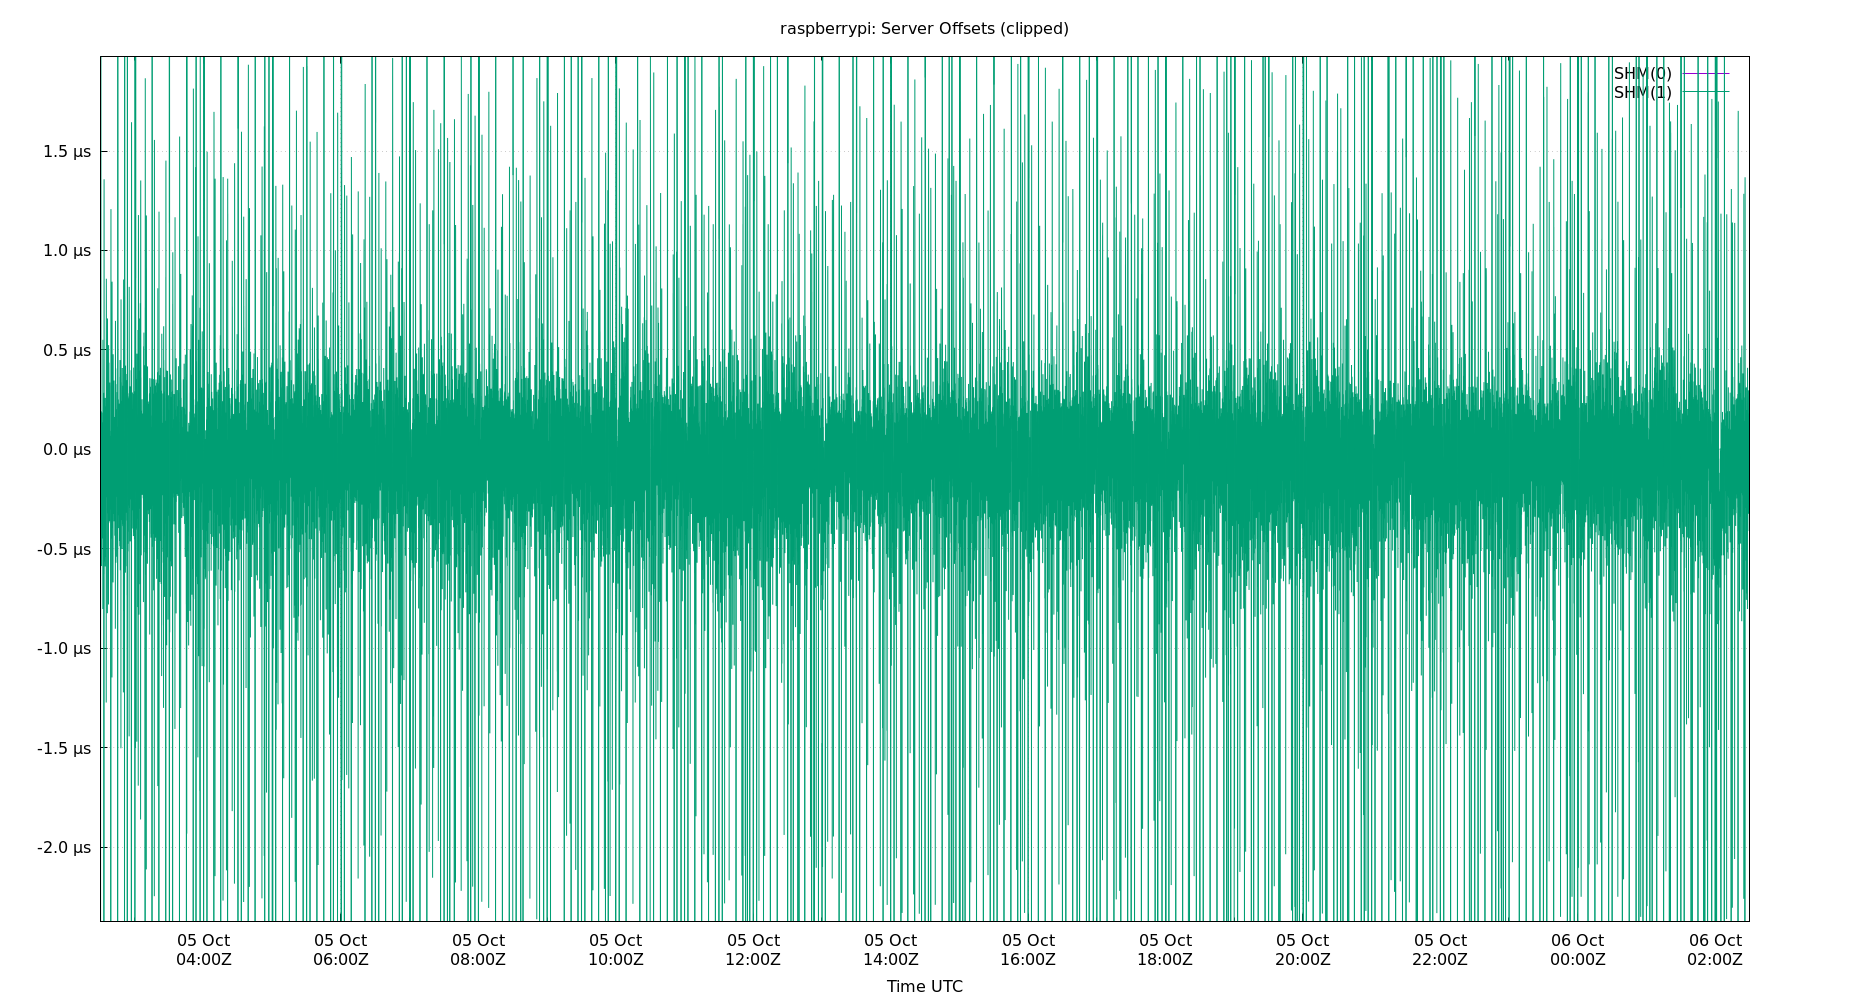 raspberrypi: Server Offsets (clipped)
SHM(0)
SHM(1)
1.5 µs
1.0 µs
0.5 µs
0.0 µs
-0.5 µs
-1.0 µs
-1.5 µs
-2.0 µs
05 Oct 05 Oct 05 Oct 05 Oct 05 Oct 05 Oct 05 Oct 05 Oct 05 Oct 05 Oct 06 Oct 06 Oct
04:00Z 06:00Z 08:00Z 10:00Z 12:00Z 14:00Z 16:00Z 18:00Z 20:00Z 22:00Z 00:00Z 02:00Z
Time UTC